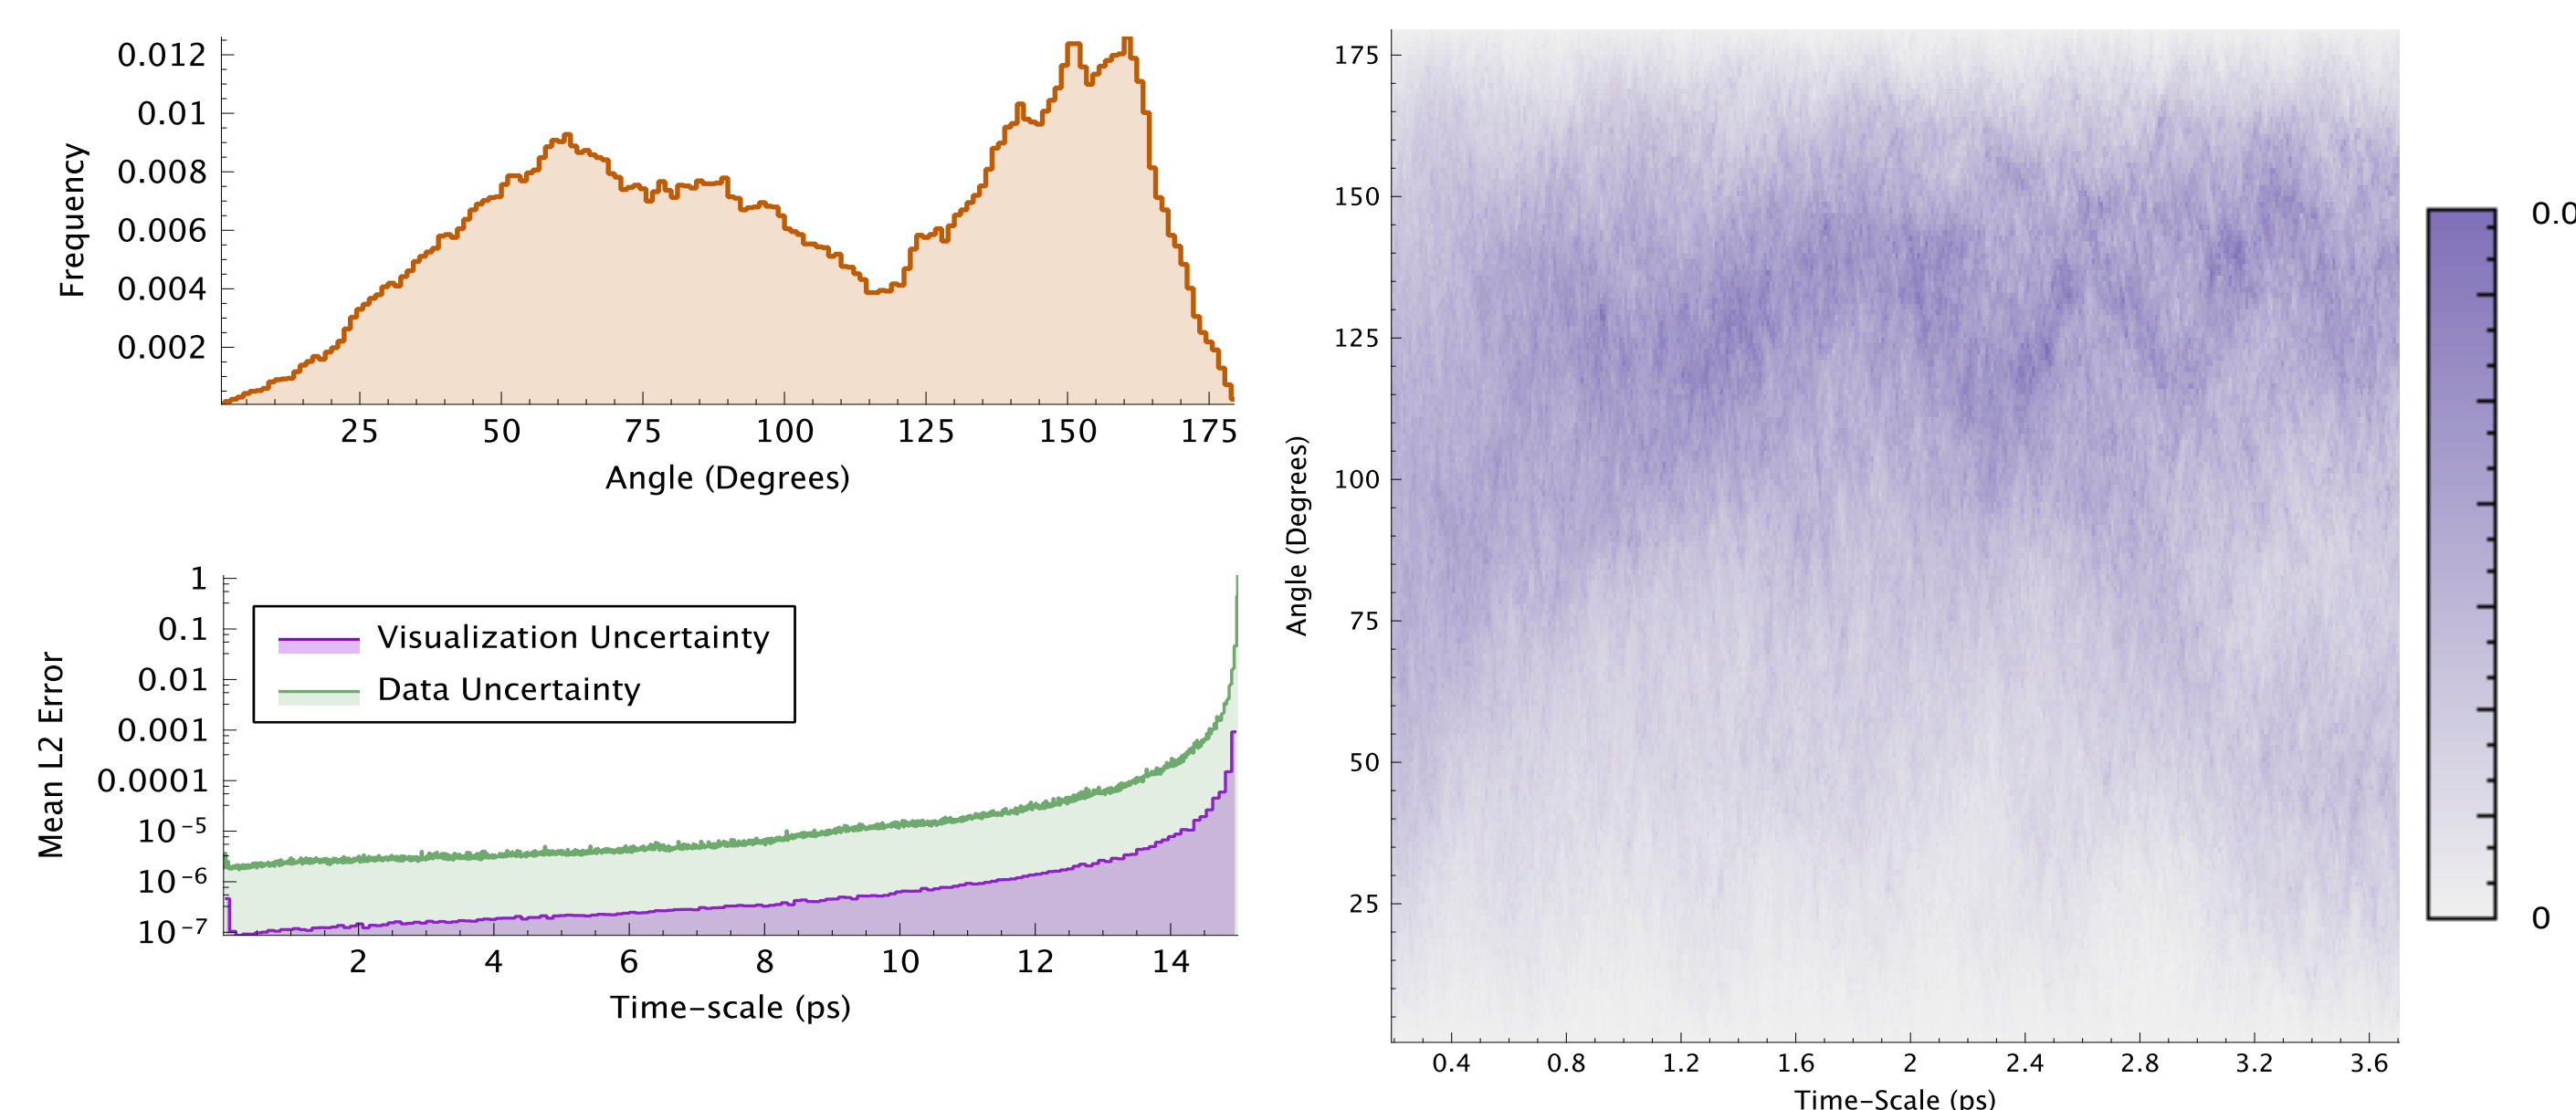 0.012
0.01
0.008
0.006
0.004
0.002
Frequency
25 50 75 100 125 150 175
Angle (Degrees)
1
0.1
0.01
0.001
0.0001
10⁻⁵
10⁻⁶
10⁻⁷
Mean L2 Error
Visualization Uncertainty
Data Uncertainty
2 4 6 8 10 12 14
Time-scale (ps)
175
150
125
100
75
50
25
Angle (Degrees)
0.4 0.8 1.2 1.6 2 2.4 2.8 3.2 3.6
Time-Scale (ps)
0